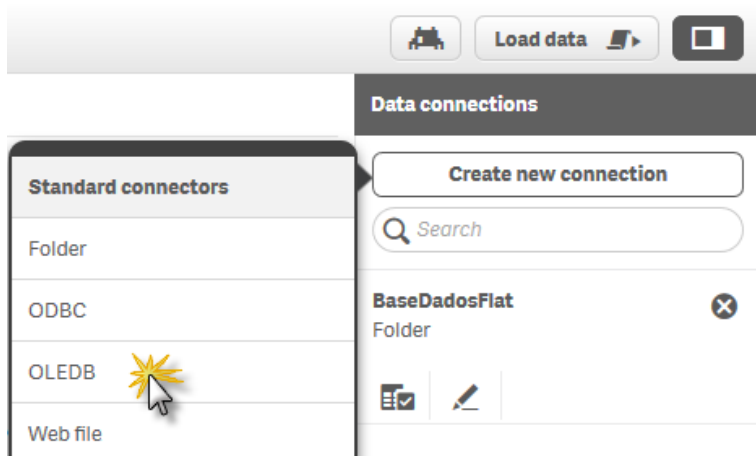 Load data
Data connections
Create new connection
Search
BaseDadosFlat
Folder
Standard connectors
Folder
ODBC
OLEDB
Web file